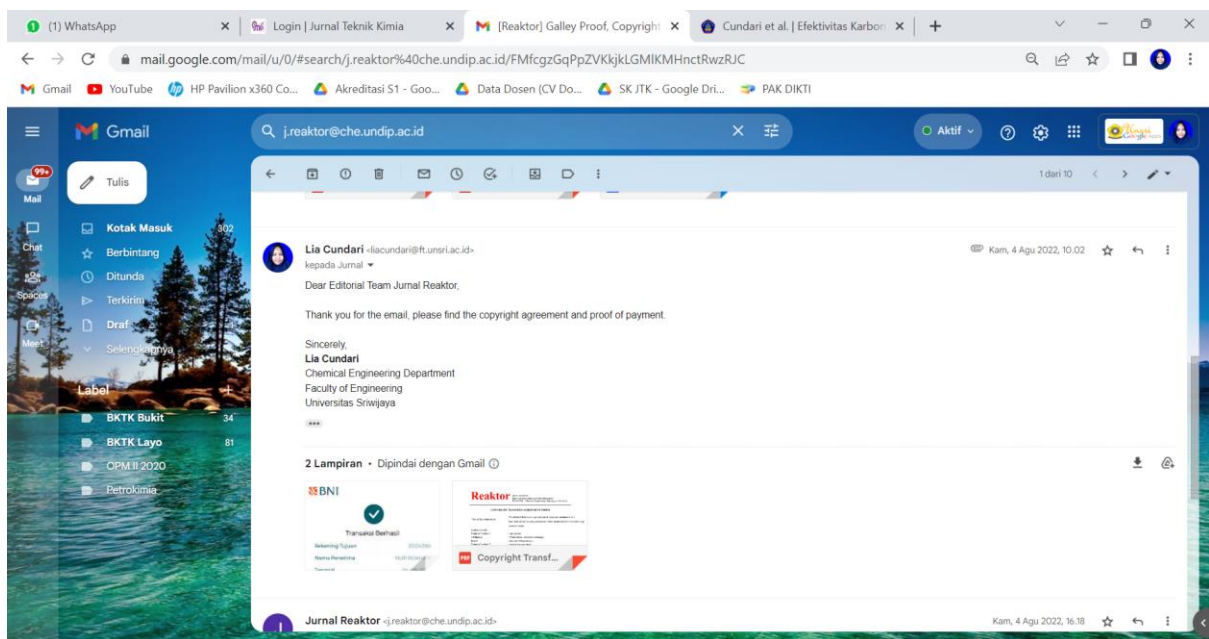 (1) WhatsApp
Login | Jurnal Teknik Kimia
[Reaktor] Galley Proof, Copyright
Cundari et al. | Efektivitas Karbon
mail.google.com/mail/u/0/#search/j.reaktor%40che.undip.ac.id/FMfcgzGqPpZVKkjkLGMlKMHnctRwzRJC
Gmail
YouTube
HP Pavilion x360 Co...
Akreditasi S1 - Goo...
Data Dosen (CV Do...
SK JTK - Google Dri...
PAK DIKTI
Gmail
j.reaktor@che.undip.ac.id
Aktif
99+
Mail
Chat
Spaces
Meet
Tulis
Kotak Masuk 302
Berbintang
Ditunda
Terkirim
Draf
Selengkapnya
Label
BKTK Bukit 34
BKTK Layo 81
OPM II 2020
Petrokimia
1 dari 10
Lia Cundari <liacundari@ft.unsri.ac.id>
Kam, 4 Agu 2022, 10.02
kepada Jurnal
Dear Editorial Team Jurnal Reaktor,
Thank you for the email, please find the copyright agreement and proof of payment.
Sincerely,
Lia Cundari
Chemical Engineering Department
Faculty of Engineering
Universitas Sriwijaya
2 Lampiran • Dipindai dengan Gmail
BNI
Transaksi Berhasil
Rekening Tujuan
Nama Penerima
Reaktor
PDF Copyright Transf...
Jurnal Reaktor <j.reaktor@che.undip.ac.id>
Kam, 4 Agu 2022, 16.18